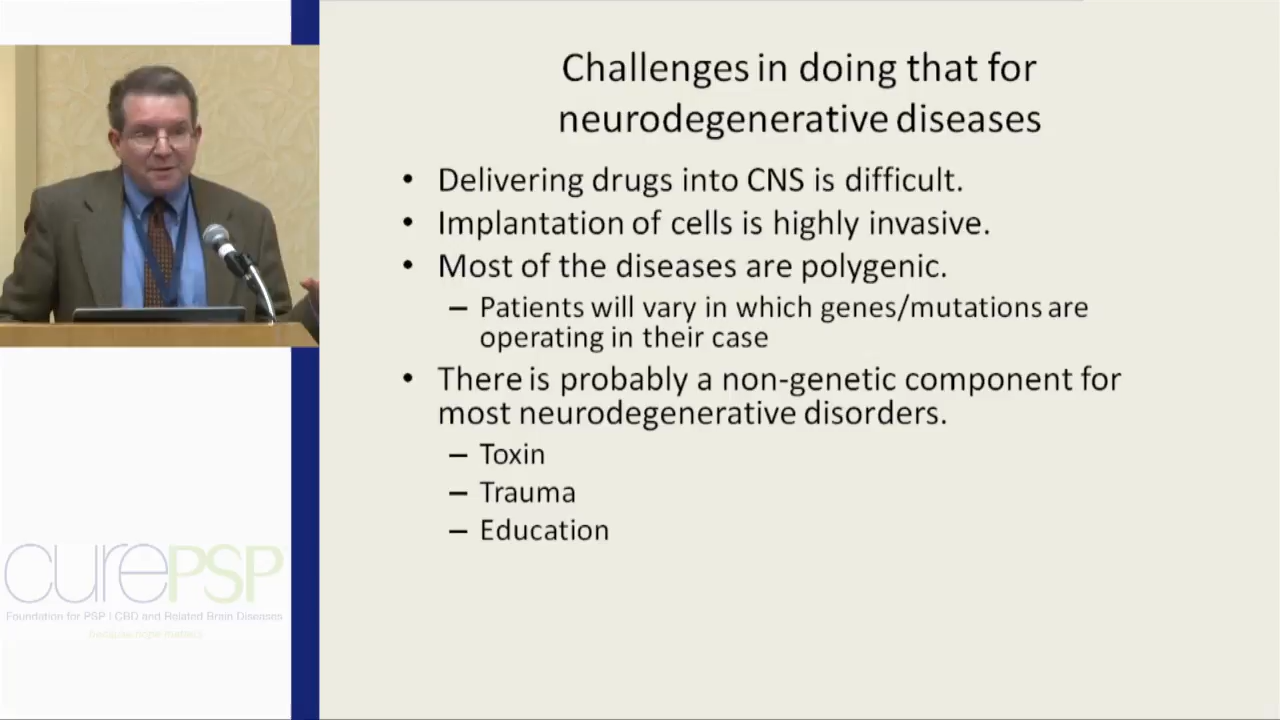 Challenges in doing that for
neurodegenerative diseases
• Delivering drugs into CNS is difficult.
• Implantation of cells is highly invasive.
• Most of the diseases are polygenic.
– Patients will vary in which genes/mutations are
operating in their case
• There is probably a non-genetic component for
most neurodegenerative disorders.
– Toxin
– Trauma
– Education
curePSP
Foundation for PSP | CBD and Related Brain Diseases
because hope matters